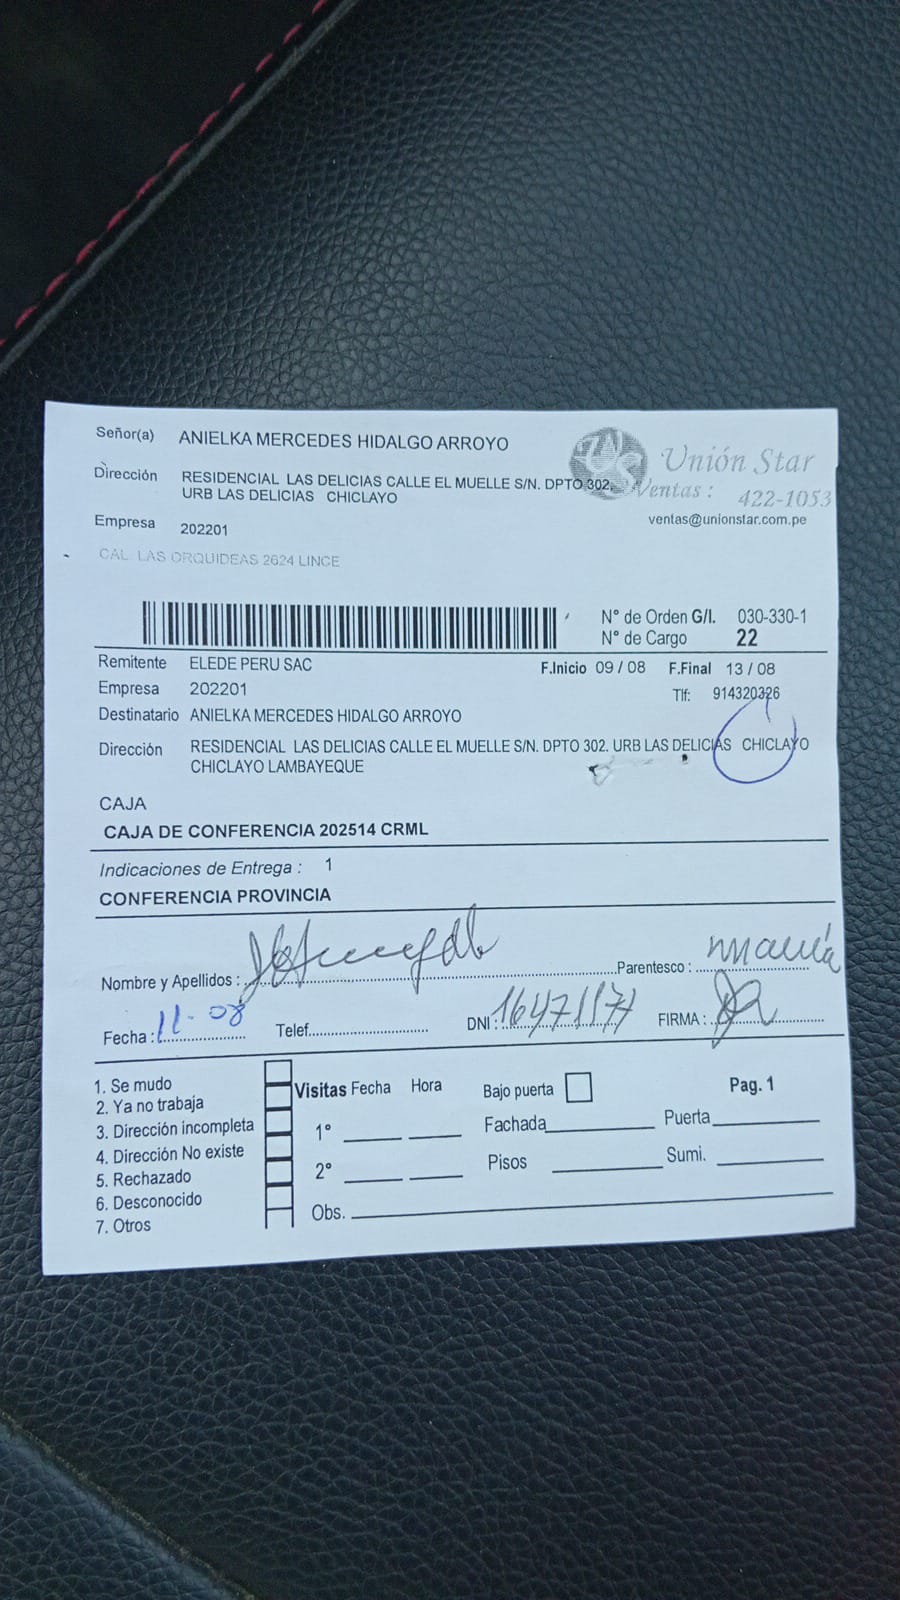 Señor(a) ANIELKA MERCEDES HIDALGO ARROYO
Unión Star
Dirección RESIDENCIAL LAS DELICIAS CALLE EL MUELLE S/N. DPTO 302.
URB LAS DELICIAS CHICLAYO
Ventas : 422-1053
ventas@unionstar.com.pe
Empresa 202201
CAL LAS ORQUIDEAS 2624 LINCE
N° de Orden G/I. 030-330-1
N° de Cargo 22
Remitente ELEDE PERU SAC F.Inicio 09 / 08 F.Final 13 / 08
Empresa 202201 Tlf: 914320326
Destinatario ANIELKA MERCEDES HIDALGO ARROYO
Dirección RESIDENCIAL LAS DELICIAS CALLE EL MUELLE S/N. DPTO 302. URB LAS DELICIAS CHICLAYO
CHICLAYO LAMBAYEQUE
CAJA
CAJA DE CONFERENCIA 202514 CRML
Indicaciones de Entrega : 1
CONFERENCIA PROVINCIA
Nombre y Apellidos : Parentesco : mamá
Fecha : 11-08 Telef. DNI : 16471171 FIRMA :
1. Se mudo
2. Ya no trabaja
3. Dirección incompleta
4. Dirección No existe
5. Rechazado
6. Desconocido
7. Otros
Visitas Fecha Hora
1°
2°
Obs.
Bajo puerta Pag. 1
Fachada Puerta
Pisos Sumi.